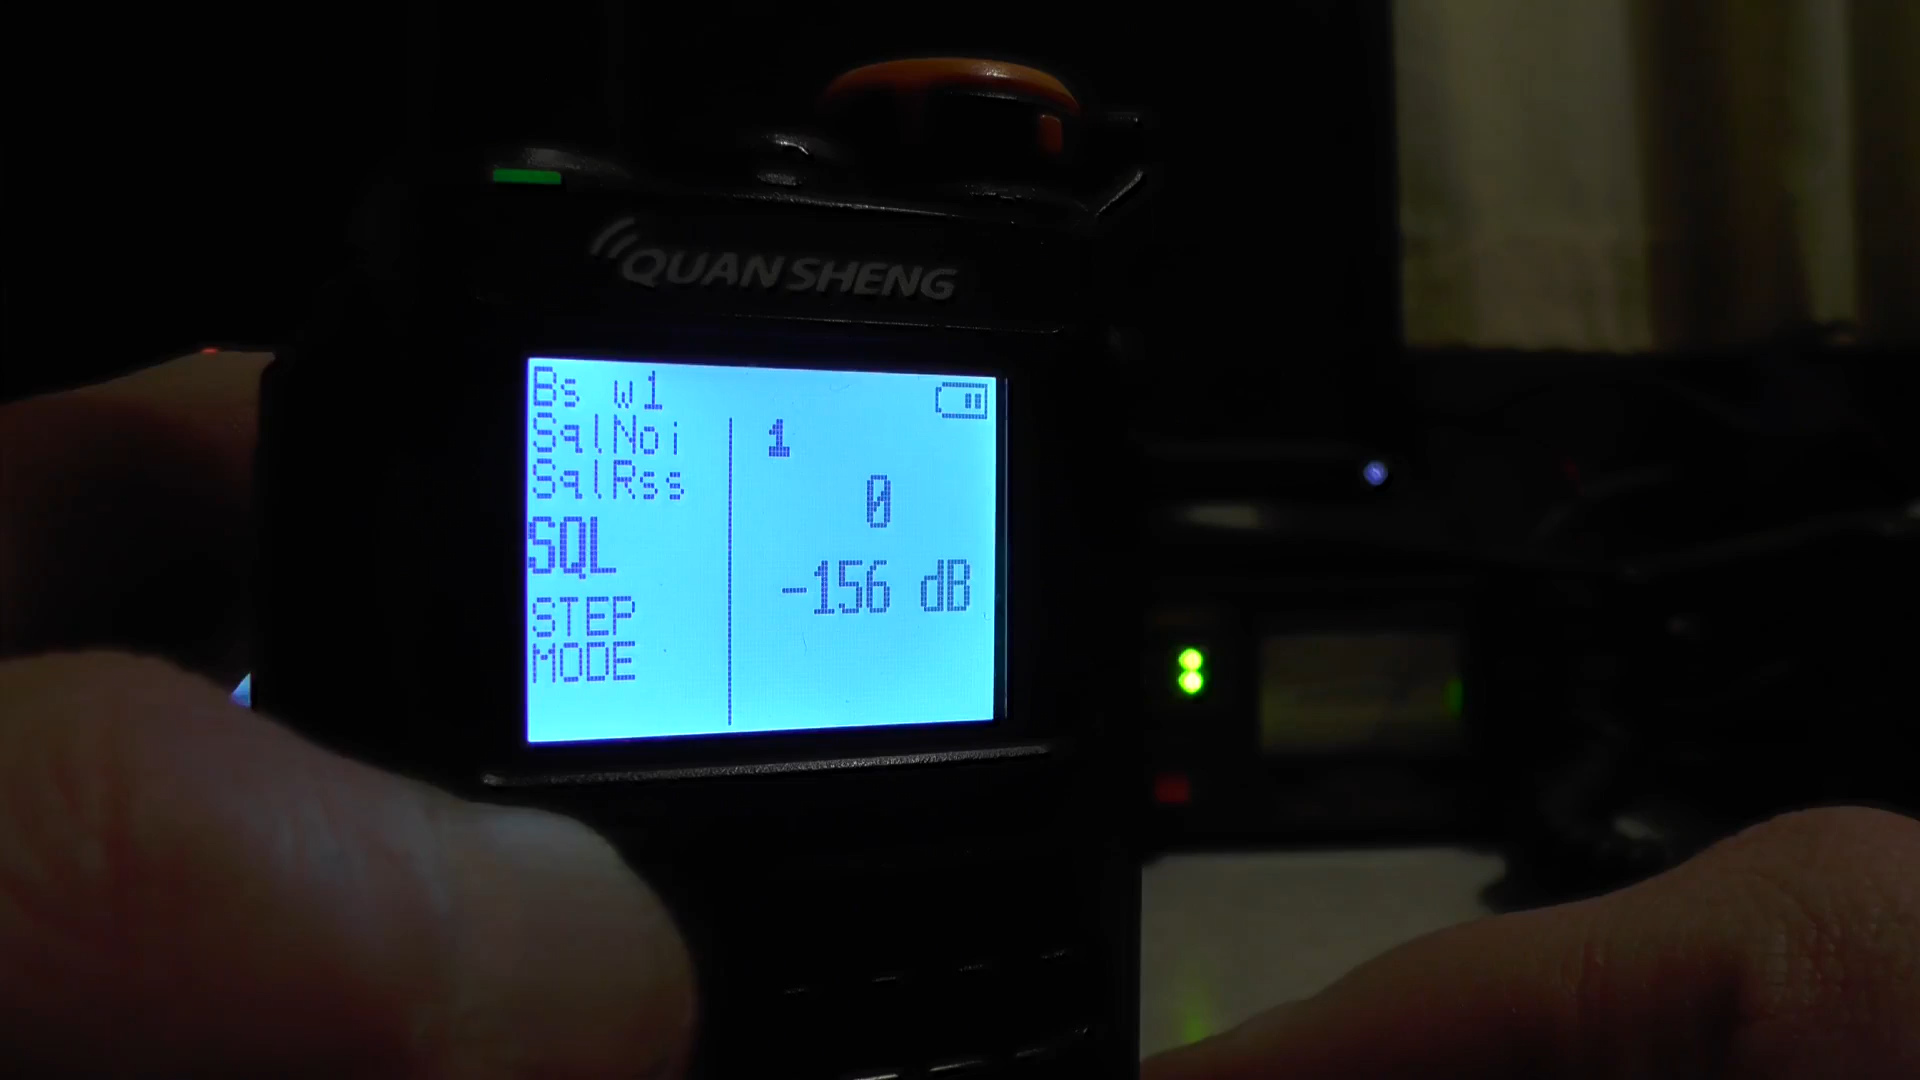 QUANSHENG
Bs w1
SqlNoi
1
SqlRss
0
SQL
-156 dB
STEP
MODE